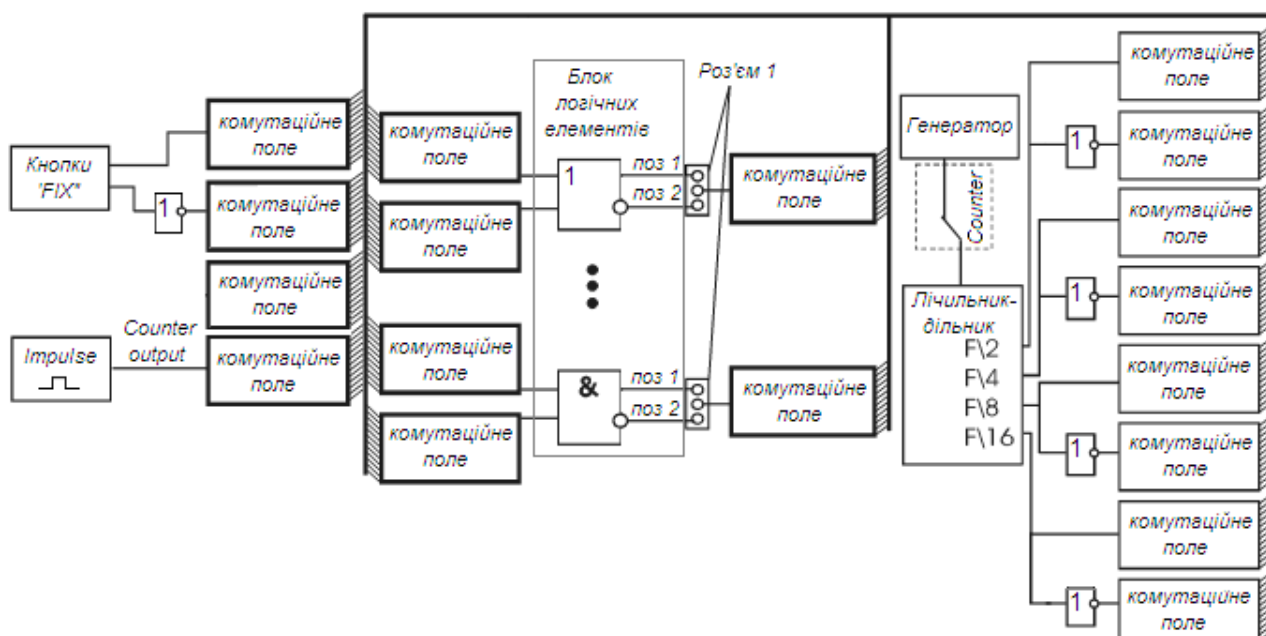 Кнопки
"FIX"
1
комутаційне
поле
комутаційне
поле
комутаційне
поле
Impulse
Counter
output
комутаційне
поле
комутаційне
поле
комутаційне
поле
комутаційне
поле
комутаційне
поле
Блок
логічних
елементів
1
поз 1
поз 2
&
поз 1
поз 2
Роз'єм 1
комутаційне
поле
комутаційне
поле
Генератор
Counter
Лічильник-
дільник
F\2
F\4
F\8
F\16
1
1
1
1
комутаційне
поле
комутаційне
поле
комутаційне
поле
комутаційне
поле
комутаційне
поле
комутаційне
поле
комутаційне
поле
комутаційне
поле